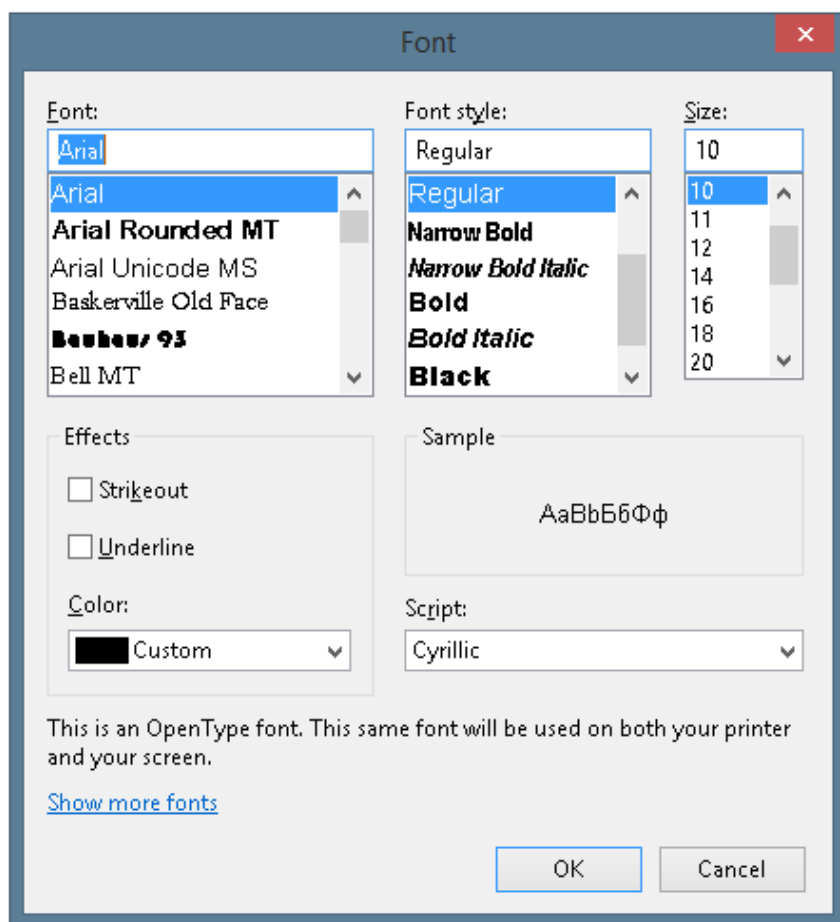 Font
Font:
Arial
Arial
Arial Rounded MT
Arial Unicode MS
Baskerville Old Face
Bauhaus 93
Bell MT
Font style:
Regular
Regular
Narrow Bold
Narrow Bold Italic
Bold
Bold Italic
Black
Size:
10
10
11
12
14
16
18
20
Effects
Strikeout
Underline
Color:
Custom
Sample
AaBbБбФф
Script:
Cyrillic
This is an OpenType font. This same font will be used on both your printer
and your screen.
Show more fonts
OK
Cancel